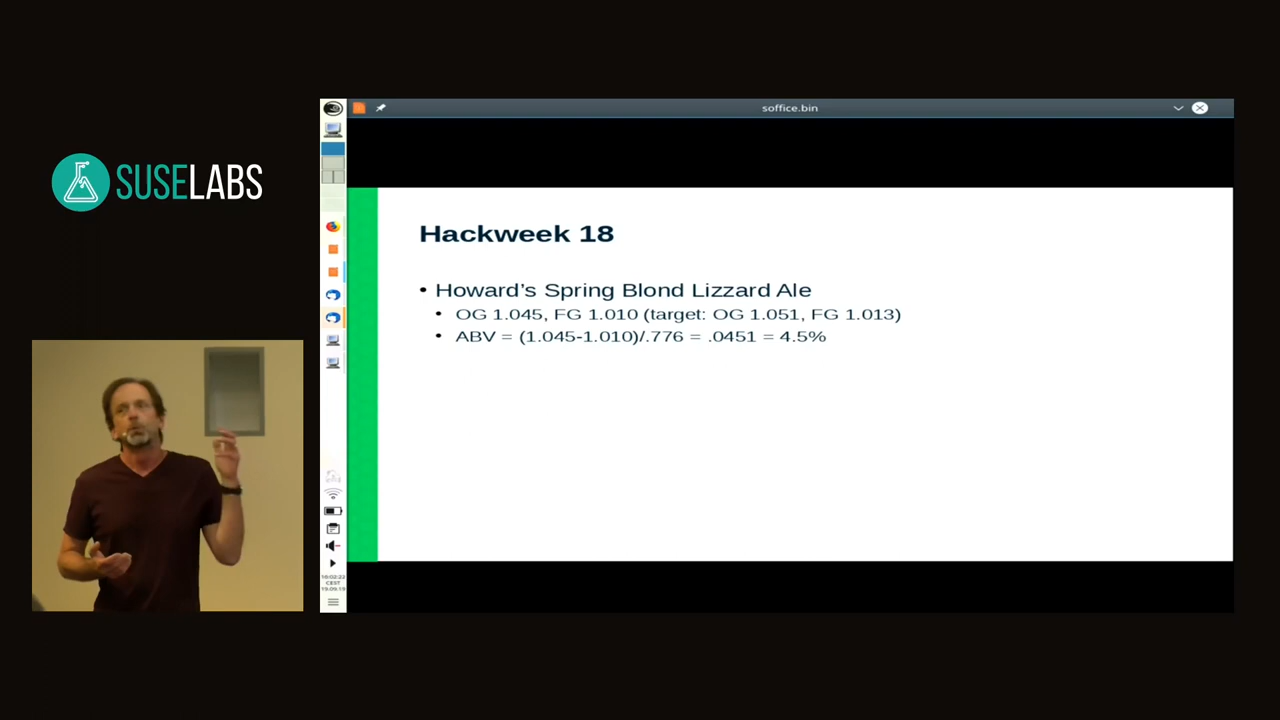 soffice.bin
SUSELABS
Hackweek 18
• Howard's Spring Blond Lizzard Ale
• OG 1.045, FG 1.010 (target: OG 1.051, FG 1.013)
• ABV = (1.045-1.010)/.776 = .0451 = 4.5%
CEST